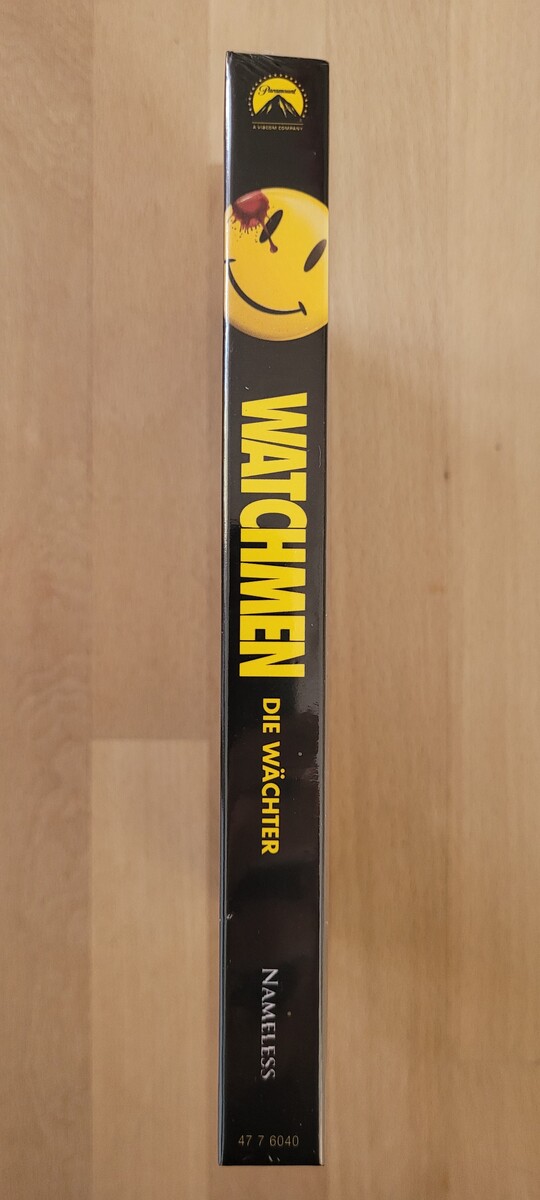 Paramount
A VIACOM COMPANY
WATCHMEN
DIE WÄCHTER
NAMELESS
47 7 6040